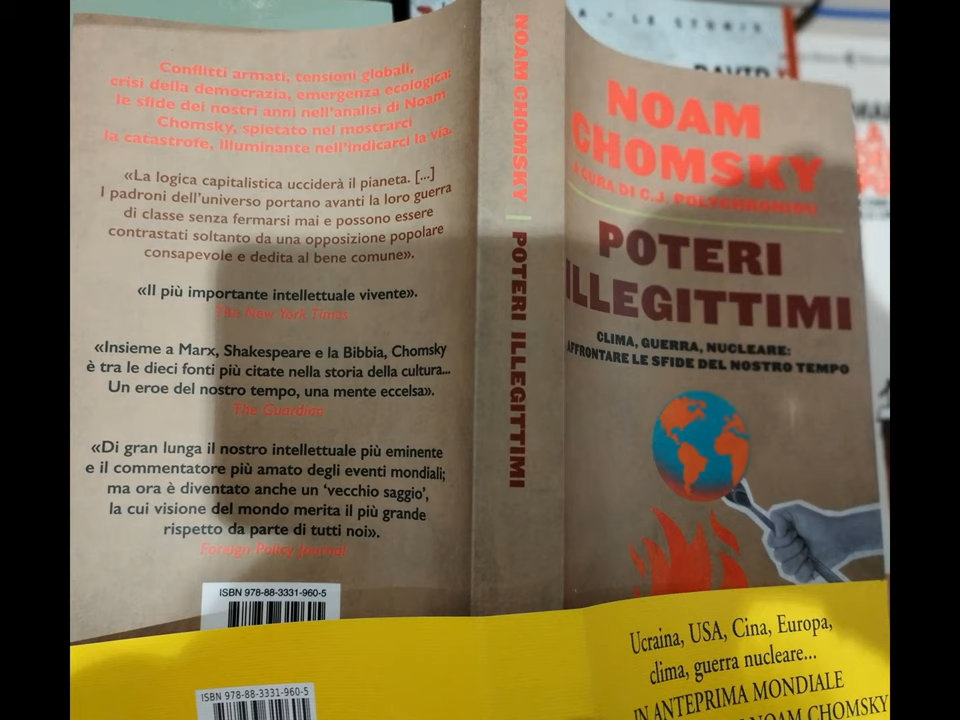 Conflitti armati, tensioni globali,
crisi della democrazia, emergenza ecologica:
le sfide dei nostri anni nell'analisi di Noam
Chomsky, spietato nel mostrarci
la catastrofe, illuminante nell'indicarci la via.
«La logica capitalistica ucciderà il pianeta. [...]
I padroni dell'universo portano avanti la loro guerra
di classe senza fermarsi mai e possono essere
contrastati soltanto da una opposizione popolare
consapevole e dedita al bene comune».
«Il più importante intellettuale vivente».
The New York Times
«Insieme a Marx, Shakespeare e la Bibbia, Chomsky
è tra le dieci fonti più citate nella storia della cultura...
Un eroe del nostro tempo, una mente eccelsa».
The Guardian
«Di gran lunga il nostro intellettuale più eminente
e il commentatore più amato degli eventi mondiali;
ma ora è diventato anche un 'vecchio saggio',
la cui visione del mondo merita il più grande
rispetto da parte di tutti noi».
Foreign Policy Journal
ISBN 978-88-3331-960-5
ISBN 978-88-3331-960-5
NOAM CHOMSKY | POTERI ILLEGITTIMI
NOAM
CHOMSKY
A CURA DI C.J. POLYCHRONIOU
POTERI
ILLEGITTIMI
CLIMA, GUERRA, NUCLEARE:
AFFRONTARE LE SFIDE DEL NOSTRO TEMPO
Ucraina, USA, Cina, Europa,
clima, guerra nucleare...
IN ANTEPRIMA MONDIALE
NOAM CHOMSKY